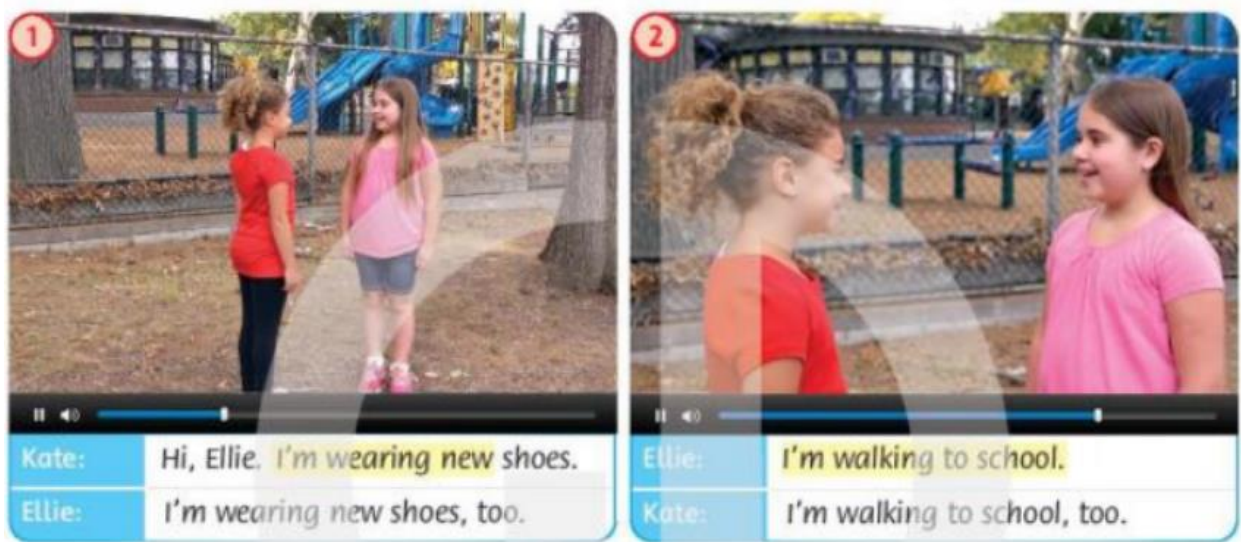 1
2
Kate: Hi, Ellie. I'm wearing new shoes.
Ellie: I'm wearing new shoes, too.
Ellie: I'm walking to school.
Kate: I'm walking to school, too.